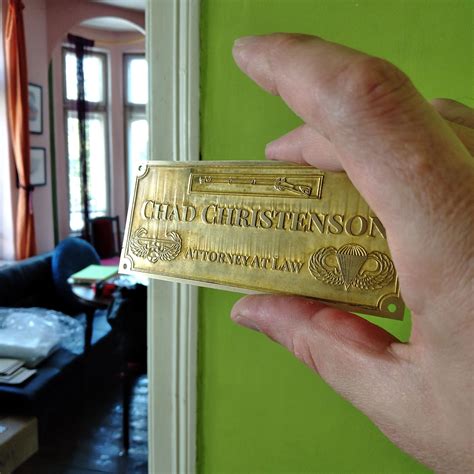 CHAD CHRISTENSON
ATTORNEY AT LAW